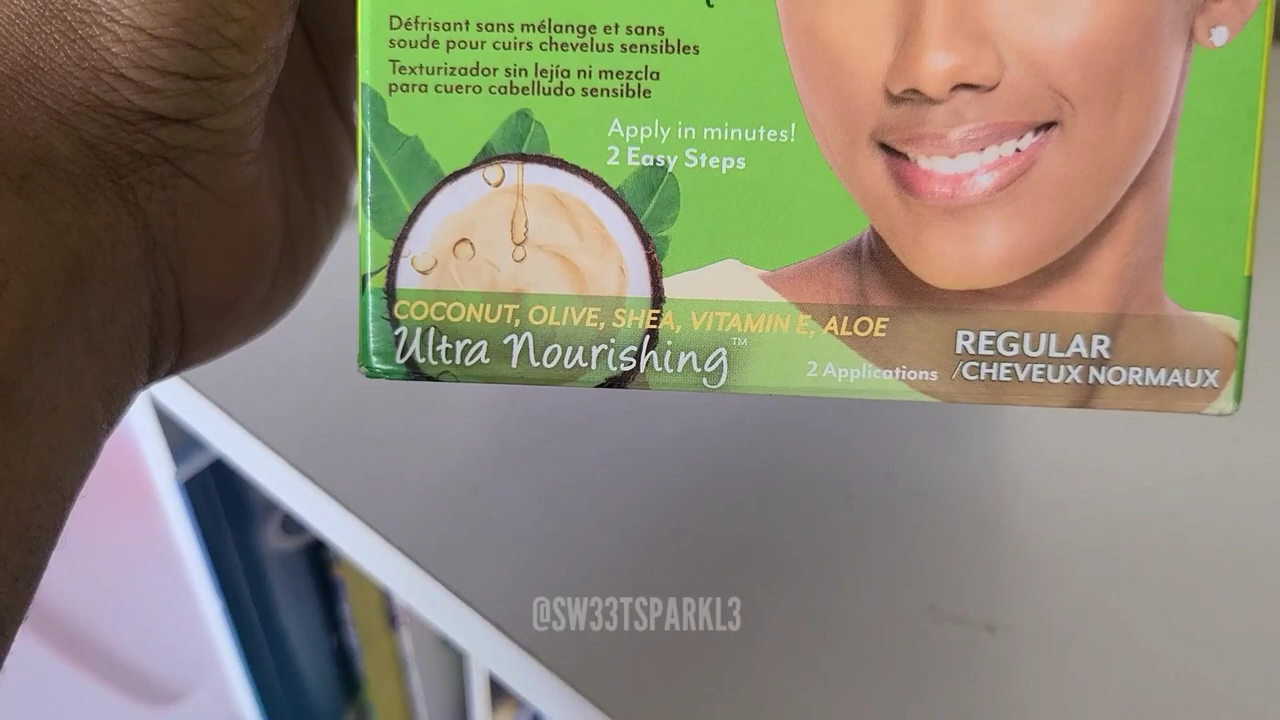 Défrisant sans mélange et sans
soude pour cuirs chevelus sensibles
Texturizador sin lejía ni mezcla
para cuero cabelludo sensible
Apply in minutes!
2 Easy Steps
COCONUT, OLIVE, SHEA, VITAMIN E, ALOE
Ultra Nourishing™
2 Applications
REGULAR
/CHEVEUX NORMAUX
@SW33TSPARKL3